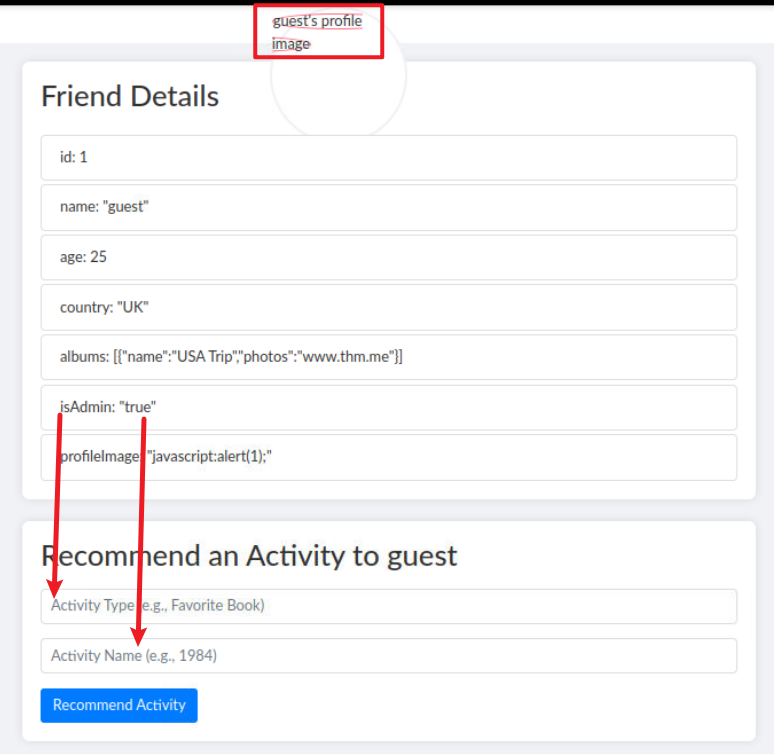 guest's profile
image
Friend Details
id: 1
name: "guest"
age: 25
country: "UK"
albums: [{"name":"USA Trip","photos":"www.thm.me"}]
isAdmin: "true"
profileImage: "javascript:alert(1);"
Recommend an Activity to guest
Activity Type (e.g., Favorite Book)
Activity Name (e.g., 1984)
Recommend Activity